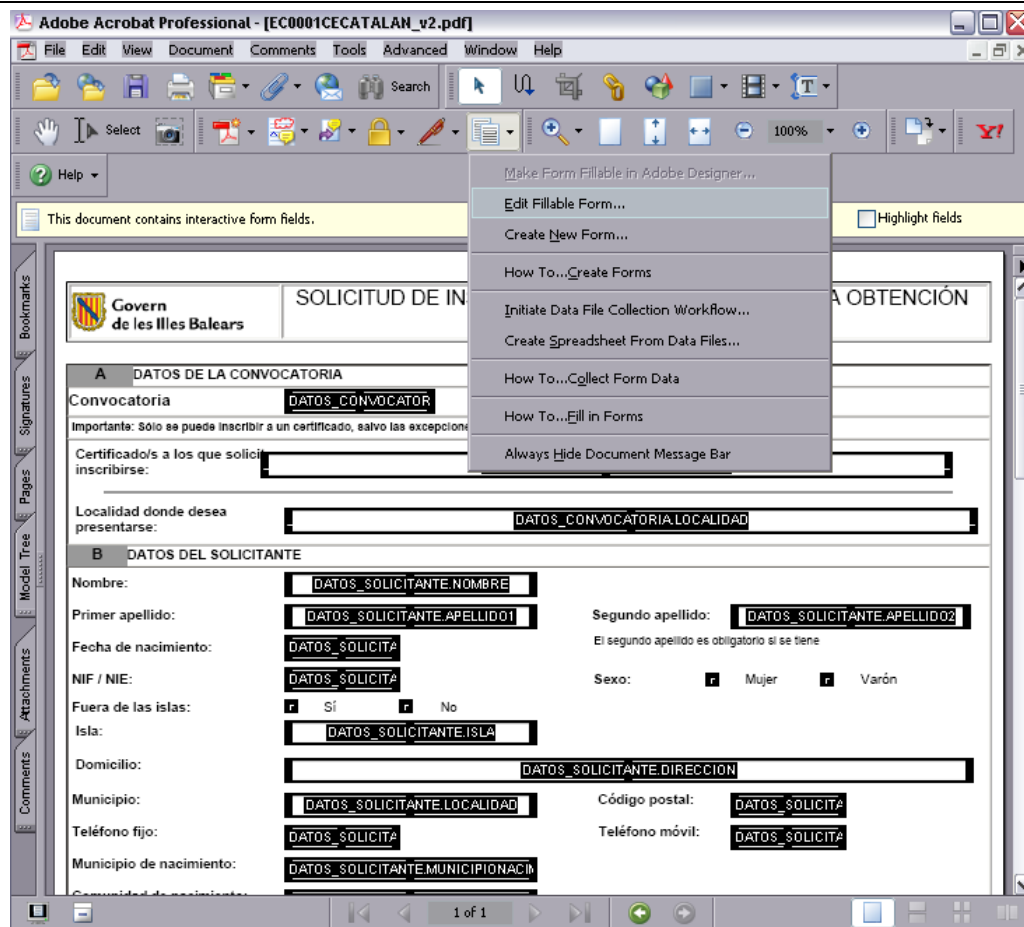 Adobe Acrobat Professional - [EC0001CECATALAN_v2.pdf]
File Edit View Document Comments Tools Advanced Window Help
Search
Select
100%
Y!
Help
Make Form Fillable in Adobe Designer...
Edit Fillable Form...
Create New Form...
How To...Create Forms
Initiate Data File Collection Workflow...
Create Spreadsheet From Data Files...
How To...Collect Form Data
How To...Fill in Forms
Always Hide Document Message Bar
This document contains interactive form fields.
Highlight fields
Bookmarks
Signatures
Pages
Model Tree
Attachments
Comments
Govern
de les Illes Balears
SOLICITUD DE IN
A OBTENCIÓN
A DATOS DE LA CONVOCATORIA
Convocatoria DATOS_CONVOCATOR
Importante: Sólo se puede inscribir a un certificado, salvo las excepcione
Certificado/s a los que solicit
inscribirse:
Localidad donde desea
presentarse:
DATOS_CONVOCATORIA.LOCALIDAD
B DATOS DEL SOLICITANTE
Nombre: DATOS_SOLICITANTE.NOMBRE
Primer apellido: DATOS_SOLICITANTE.APELLIDO1 Segundo apellido: DATOS_SOLICITANTE.APELLIDO2
El segundo apellido es obligatorio si se tiene
Fecha de nacimiento: DATOS_SOLICITA
NIF / NIE: DATOS_SOLICITA Sexo: r Mujer r Varón
Fuera de las islas: r Sí r No
Isla: DATOS_SOLICITANTE.ISLA
Domicilio: DATOS_SOLICITANTE.DIRECCION
Municipio: DATOS_SOLICITANTE.LOCALIDAD Código postal: DATOS_SOLICITA
Teléfono fijo: DATOS_SOLICITA Teléfono móvil: DATOS_SOLICITA
Municipio de nacimiento: DATOS_SOLICITANTE.MUNICIPIONACIM
1 of 1